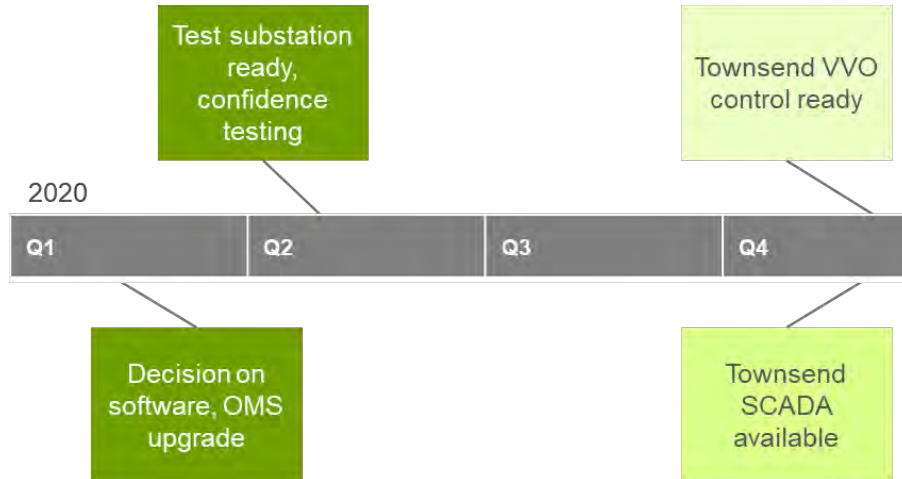 Test substation
ready,
confidence
testing
Townsend VVO
control ready
2020
Q1
Q2
Q3
Q4
Decision on
software, OMS
upgrade
Townsend
SCADA
available